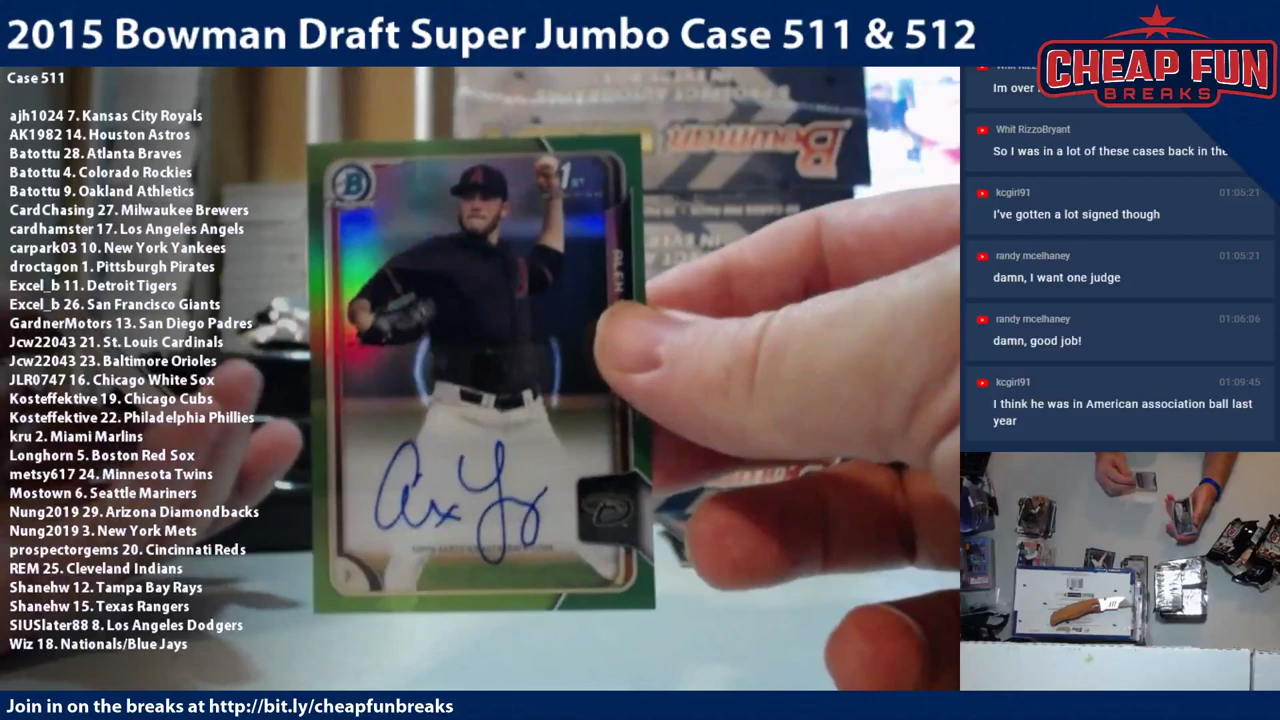 2015 Bowman Draft Super Jumbo Case 511 & 512
CHEAP FUN
BREAKS
Case 511
ajh1024 7. Kansas City Royals
AK1982 14. Houston Astros
Batottu 28. Atlanta Braves
Batottu 4. Colorado Rockies
Batottu 9. Oakland Athletics
CardChasing 27. Milwaukee Brewers
cardhamster 17. Los Angeles Angels
carpark03 10. New York Yankees
droctagon 1. Pittsburgh Pirates
Excel_b 11. Detroit Tigers
Excel_b 26. San Francisco Giants
GardnerMotors 13. San Diego Padres
Jcw22043 21. St. Louis Cardinals
Jcw22043 23. Baltimore Orioles
JLR0747 16. Chicago White Sox
Kosteffektive 19. Chicago Cubs
Kosteffektive 22. Philadelphia Phillies
kru 2. Miami Marlins
Longhorn 5. Boston Red Sox
metsy617 24. Minnesota Twins
Mostown 6. Seattle Mariners
Nung2019 29. Arizona Diamondbacks
Nung2019 3. New York Mets
prospectorgems 20. Cincinnati Reds
REM 25. Cleveland Indians
Shanehw 12. Tampa Bay Rays
Shanehw 15. Texas Rangers
SIUSlater88 8. Los Angeles Dodgers
Wiz 18. Nationals/Blue Jays
Bowman
B
1st
ALEX
Im over
Whit RizzoBryant
So I was in a lot of these cases back in the
kcgirl91 01:05:21
I've gotten a lot signed though
randy mcelhaney 01:05:21
damn, I want one judge
randy mcelhaney 01:06:06
damn, good job!
kcgirl91 01:09:45
I think he was in American association ball last
year
Join in on the breaks at http://bit.ly/cheapfunbreaks